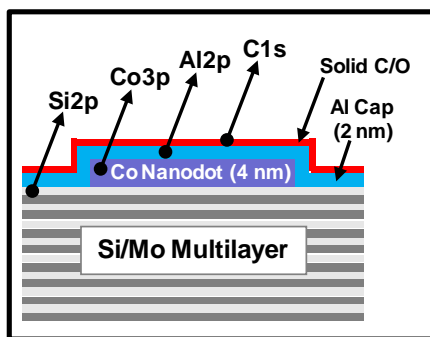 C1s
Al2p
Co3p
Si2p
Solid C/O
Al Cap
(2 nm)
Co Nanodot (4 nm)
Si/Mo Multilayer